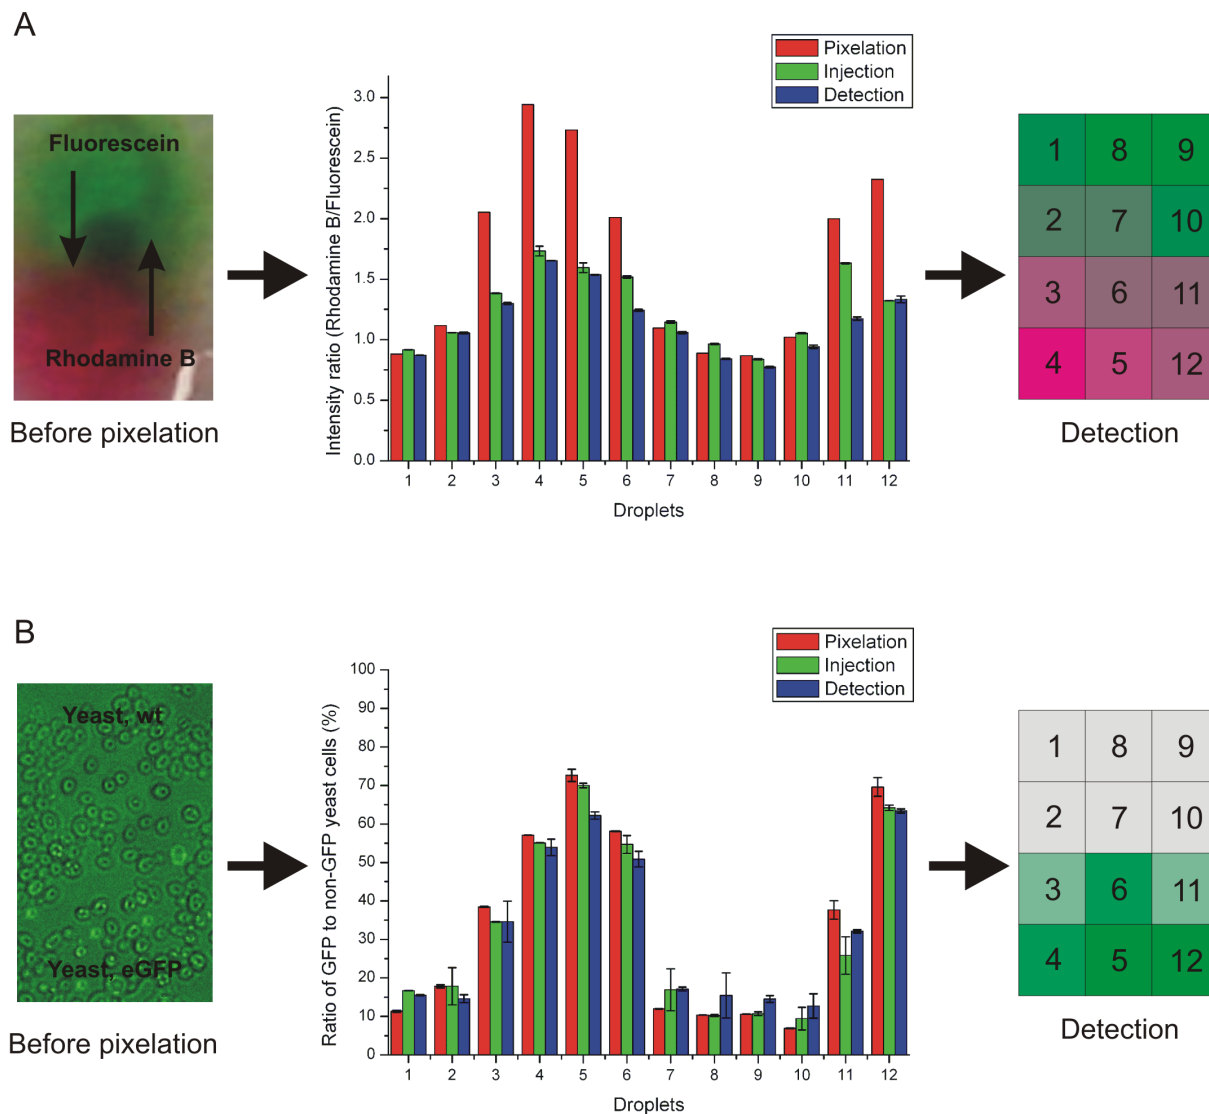 A
Pixelation
Injection
Detection
Fluorescein
Rhodamine B
Before pixelation
Intensity ratio (Rhodamine B/Fluorescein)
3.0
2.5
2.0
1.5
1.0
0.5
0.0
1 2 3 4 5 6 7 8 9 10 11 12
Droplets
1 8 9
2 7 10
3 6 11
4 5 12
Detection
B
Pixelation
Injection
Detection
Yeast, wt
Yeast, eGFP
Before pixelation
Ratio of GFP to non-GFP yeast cells (%)
100
90
80
70
60
50
40
30
20
10
0
1 2 3 4 5 6 7 8 9 10 11 12
Droplets
1 8 9
2 7 10
3 6 11
4 5 12
Detection